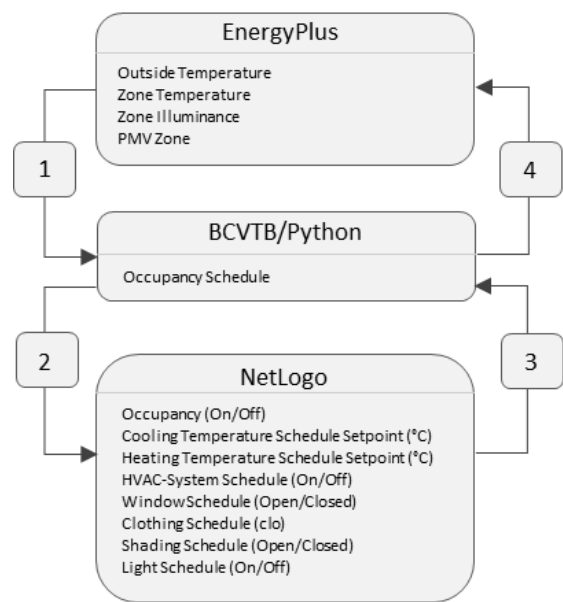 EnergyPlus
Outside Temperature
Zone Temperature
Zone Illuminance
PMV Zone
1
4
BCVTB/Python
Occupancy Schedule
2
3
NetLogo
Occupancy (On/Off)
Cooling Temperature Schedule Setpoint (°C)
Heating Temperature Schedule Setpoint (°C)
HVAC-System Schedule (On/Off)
Window Schedule (Open/Closed)
Clothing Schedule (clo)
Shading Schedule (Open/Closed)
Light Schedule (On/Off)